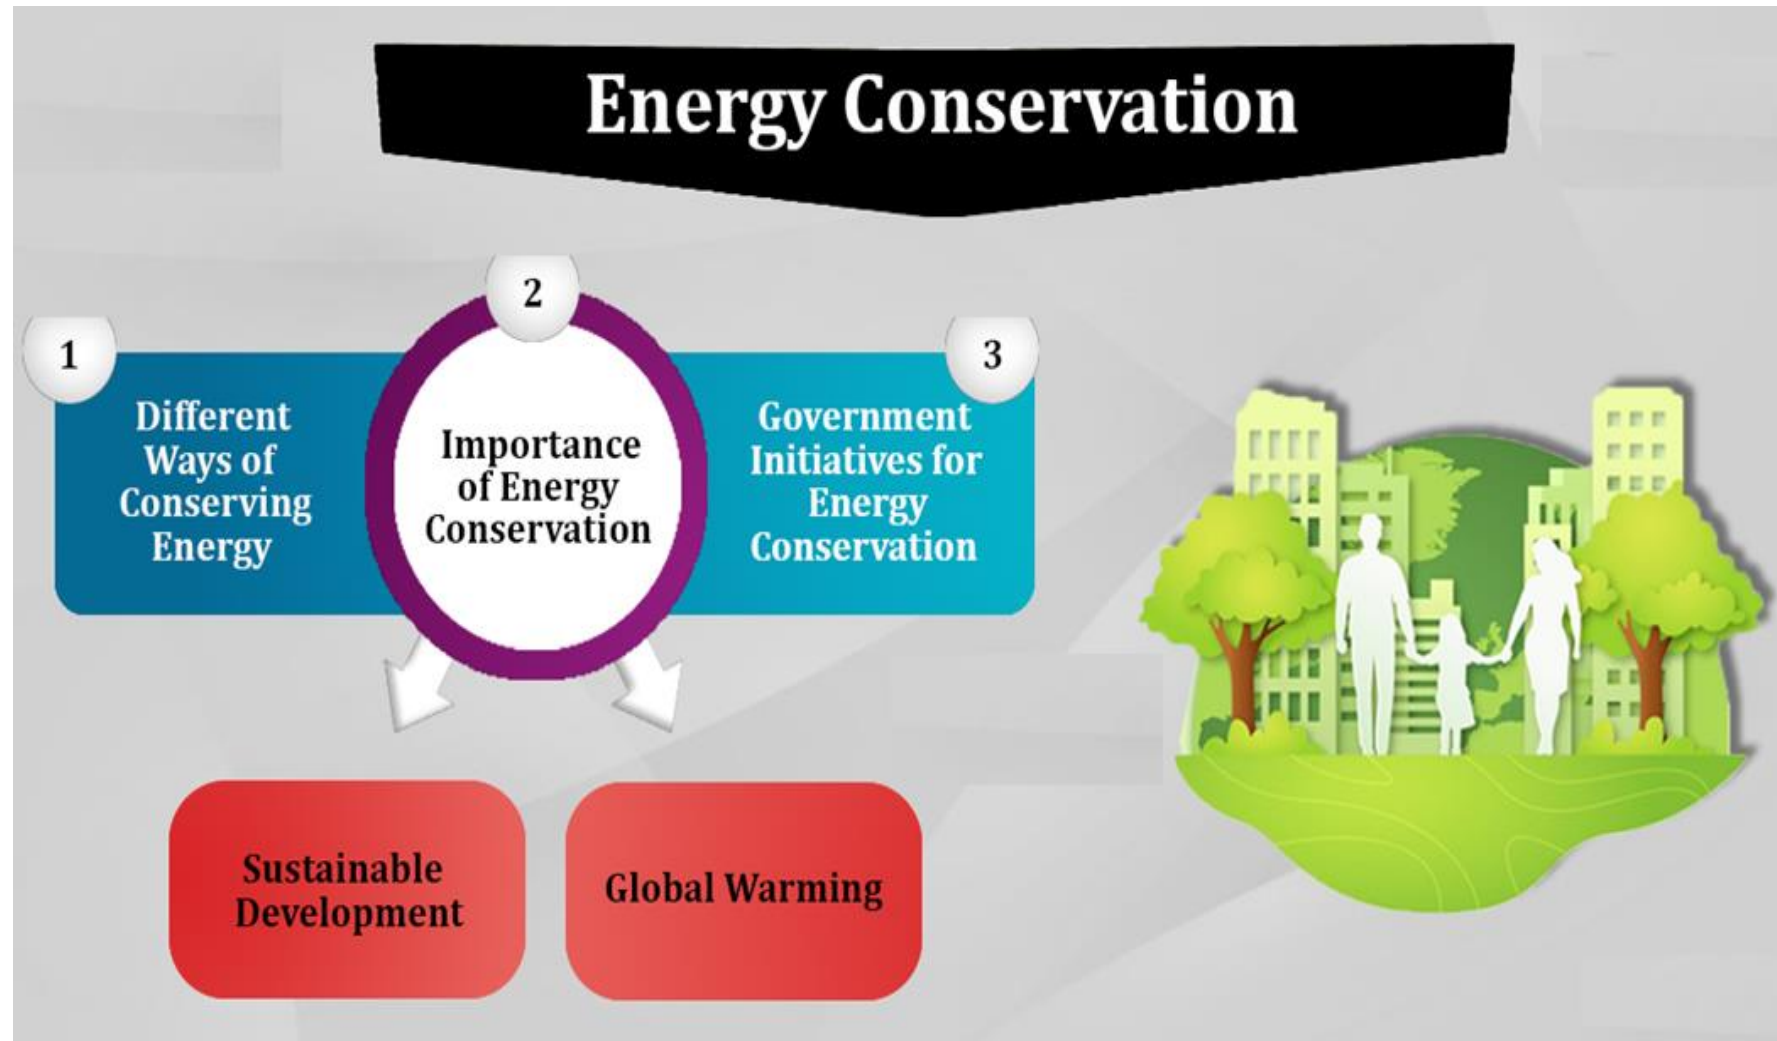 Energy Conservation
1
Different
Ways of
Conserving
Energy
2
Importance
of Energy
Conservation
3
Government
Initiatives for
Energy
Conservation
Sustainable
Development
Global Warming